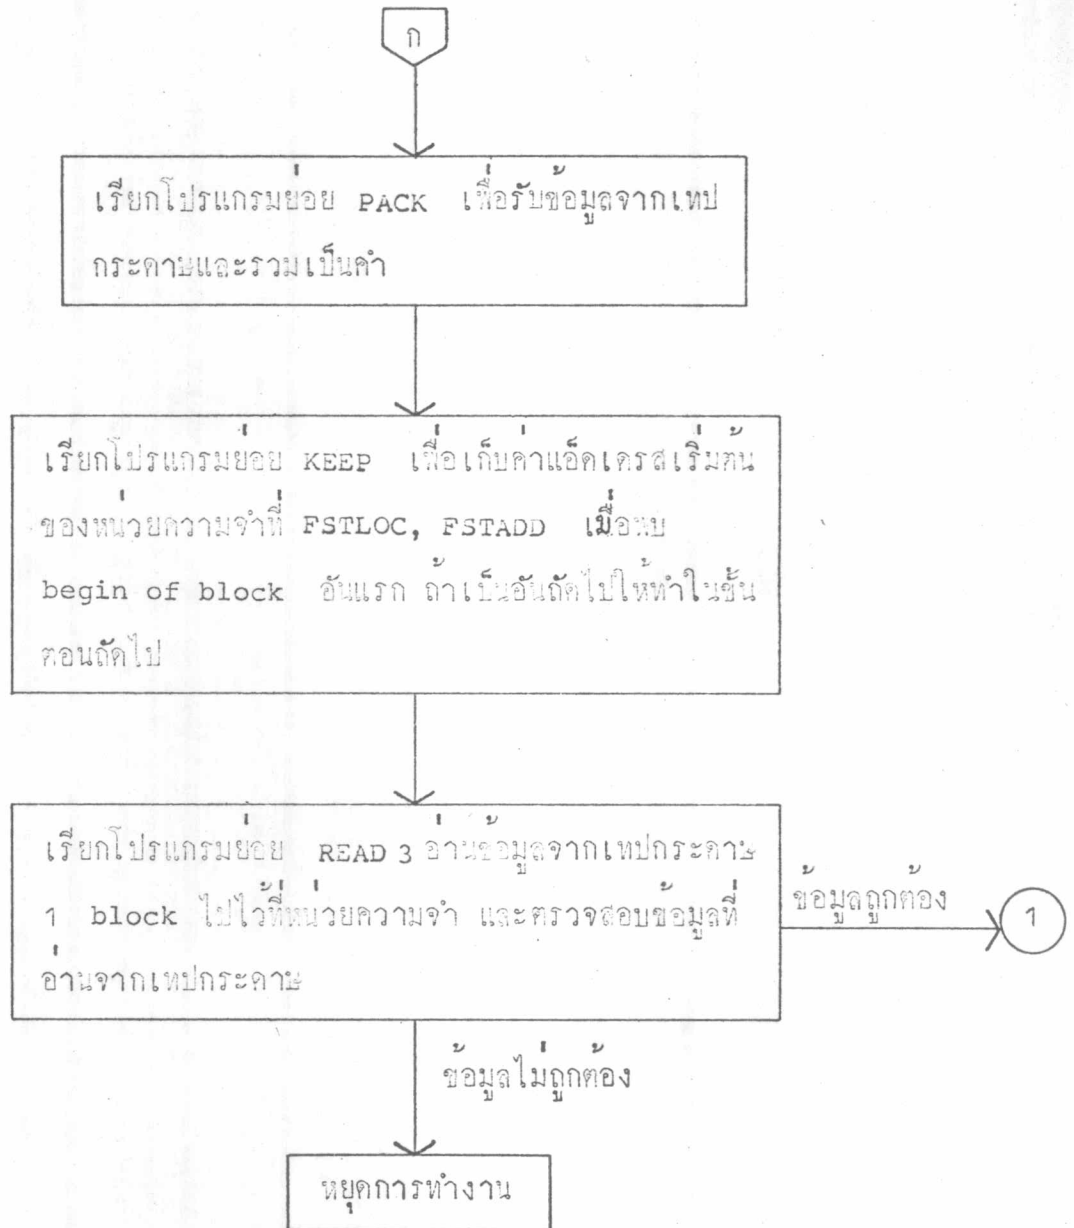 ก
เรียกโปรแกรมย่อย PACK เพื่อรับข้อมูลจากเทป
กระดาษและรวมเป็นคำ
เรียกโปรแกรมย่อย KEEP เพื่อเก็บค่าแอ็ดเดรสเริ่มต้น
ของหน่วยความจำที่ FSTLOC, FSTADD เมื่อพบ
begin of block อันแรก ถ้าเป็นอันถัดไปให้ทำในขั้น
ตอนถัดไป
เรียกโปรแกรมย่อย READ 3 อ่านข้อมูลจากเทปกระดาษ
1 block ไปไว้ที่หน่วยความจำ และตรวจสอบข้อมูลที่
อ่านจากเทปกระดาษ
ข้อมูลถูกต้อง
1
ข้อมูลไม่ถูกต้อง
หยุดการทำงาน